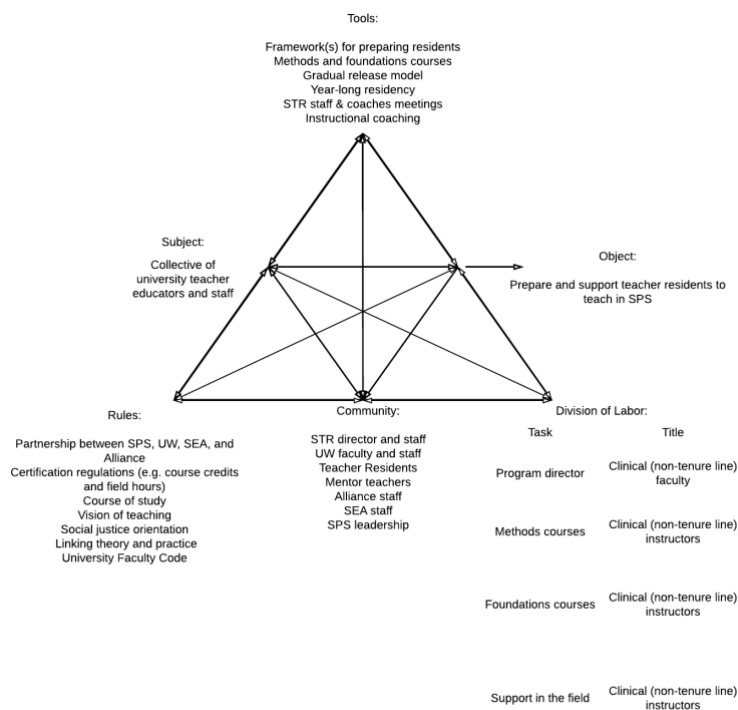 Tools:
Framework(s) for preparing residents
Methods and foundations courses
Gradual release model
Year-long residency
STR staff & coaches meetings
Instructional coaching
Subject:
Collective of
university teacher
educators and staff
Object:
Prepare and support teacher residents to
teach in SPS
Rules:
Partnership between SPS, UW, SEA, and
Alliance
Certification regulations (e.g. course credits
and field hours)
Course of study
Vision of teaching
Social justice orientation
Linking theory and practice
University Faculty Code
Community:
STR director and staff
UW faculty and staff
Teacher Residents
Mentor teachers
Alliance staff
SEA staff
SPS leadership
Division of Labor:
Task Title
Program director Clinical (non-tenure line)
faculty
Methods courses Clinical (non-tenure line)
instructors
Foundations courses Clinical (non-tenure line)
instructors
Support in the field Clinical (non-tenure line)
instructors